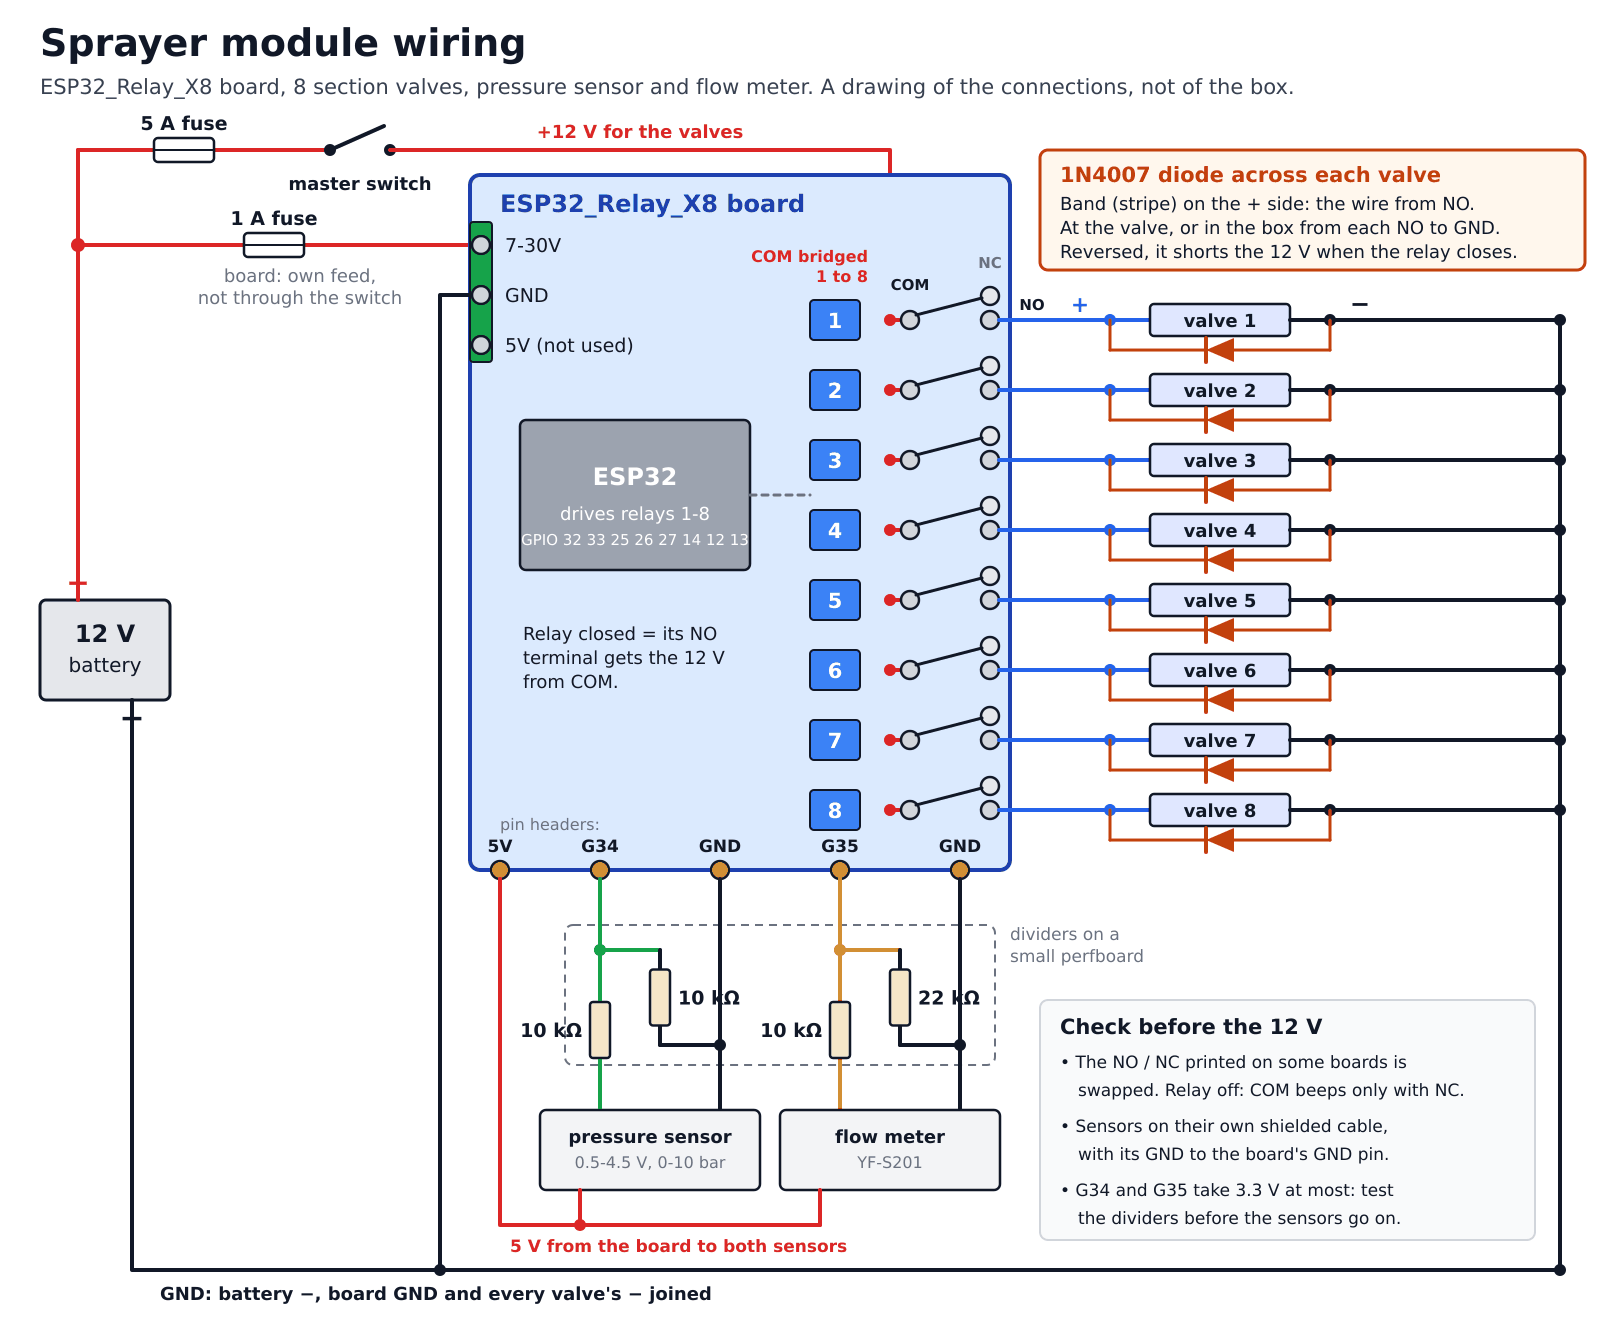 Sprayer module wiring
ESP32_Relay_X8 board, 8 section valves, pressure sensor and flow meter. A drawing of the connections, not of the box.
5 A fuse
+12 V for the valves
master switch
1 A fuse
board: own feed,
not through the switch
ESP32_Relay_X8 board
7-30V
GND
5V (not used)
COM bridged
1 to 8
COM
NC
NO
+
−
1N4007 diode across each valve
Band (stripe) on the + side: the wire from NO.
At the valve, or in the box from each NO to GND.
Reversed, it shorts the 12 V when the relay closes.
1
valve 1
2
valve 2
3
valve 3
4
valve 4
5
valve 5
6
valve 6
7
valve 7
8
valve 8
ESP32
drives relays 1-8
GPIO 32 33 25 26 27 14 12 13
Relay closed = its NO
terminal gets the 12 V
from COM.
+
12 V
battery
−
pin headers:
5V
G34
GND
G35
GND
dividers on a
small perfboard
10 kΩ
10 kΩ
22 kΩ
10 kΩ
pressure sensor
0.5-4.5 V, 0-10 bar
flow meter
YF-S201
5 V from the board to both sensors
Check before the 12 V
• The NO / NC printed on some boards is
swapped. Relay off: COM beeps only with NC.
• Sensors on their own shielded cable,
with its GND to the board's GND pin.
• G34 and G35 take 3.3 V at most: test
the dividers before the sensors go on.
GND: battery −, board GND and every valve's − joined